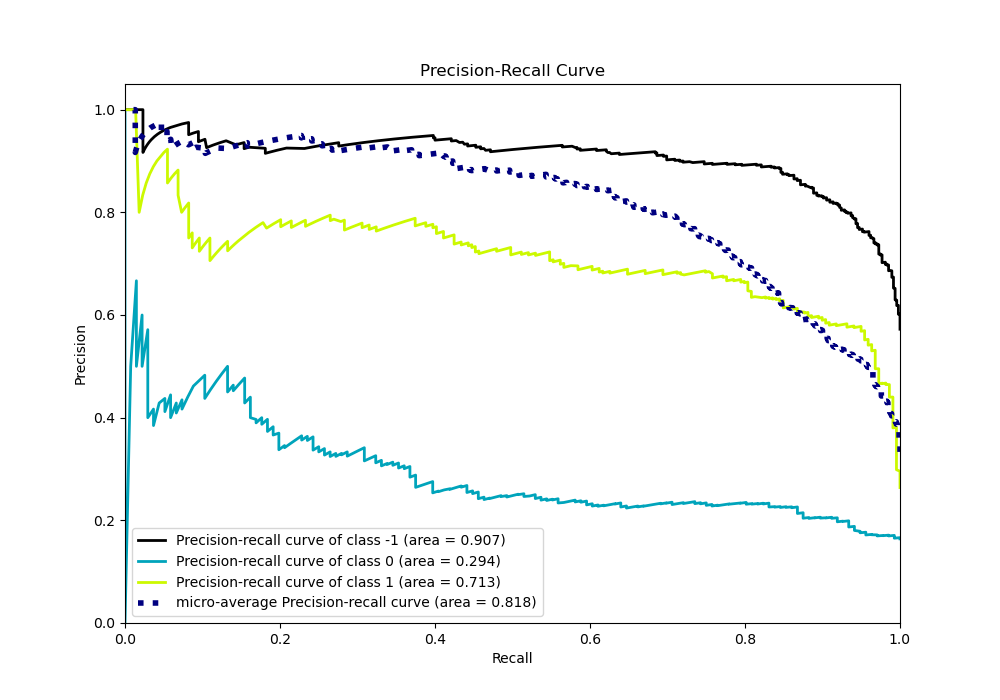 Precision-Recall Curve
1.0
0.8
0.6
0.4
0.2
0.0
Precision
Precision-recall curve of class -1 (area = 0.907)
Precision-recall curve of class 0 (area = 0.294)
Precision-recall curve of class 1 (area = 0.713)
micro-average Precision-recall curve (area = 0.818)
0.0 0.2 0.4 0.6 0.8 1.0
Recall